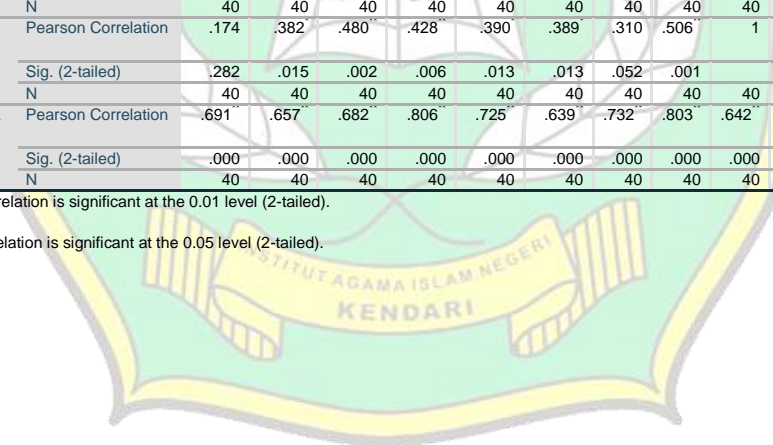 N 40 40 40 40 40 40 40 40 40
Pearson Correlation .174 .382* .480** .428** .390* .389* .310 .506** 1
Sig. (2-tailed) .282 .015 .002 .006 .013 .013 .052 .001
N 40 40 40 40 40 40 40 40 40
Pearson Correlation .691** .657** .682** .806** .725** .639** .732** .803** .642**
Sig. (2-tailed) .000 .000 .000 .000 .000 .000 .000 .000 .000
N 40 40 40 40 40 40 40 40 40
relation is significant at the 0.01 level (2-tailed).
elation is significant at the 0.05 level (2-tailed).
INSTITUT AGAMA ISLAM NEGERI
KENDARI